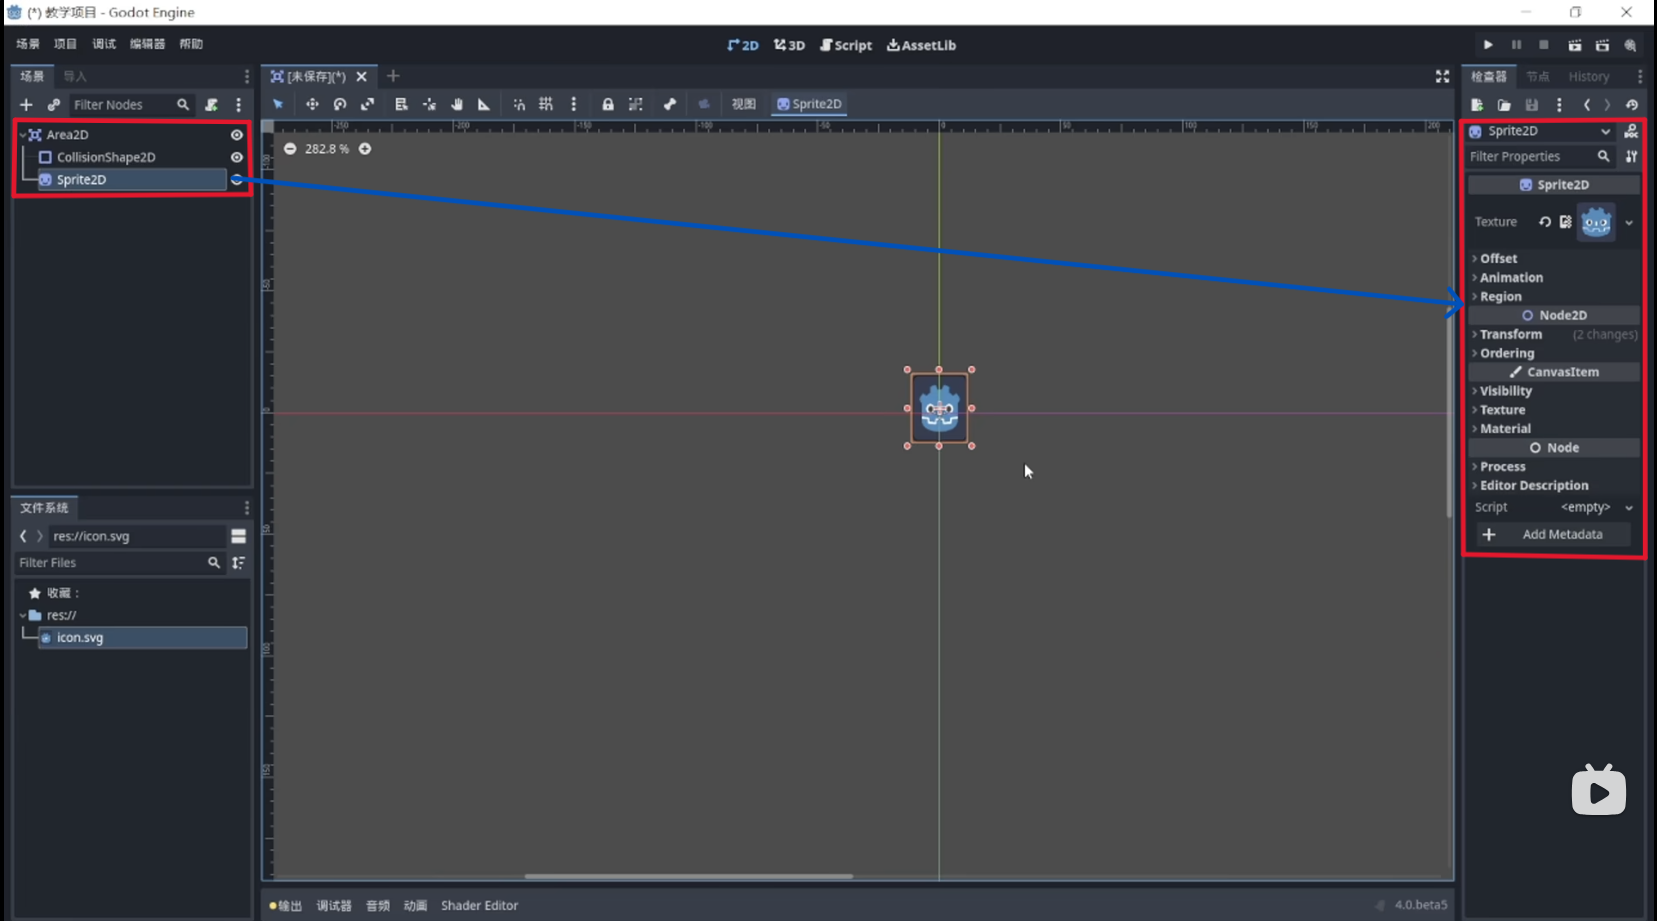 (*) 教学项目 - Godot Engine
场景 项目 调试 编辑器 帮助
2D 3D Script AssetLib
场景 导入
Filter Nodes
Area2D
CollisionShape2D
Sprite2D
[未保存](*)
视图 Sprite2D
-250 -200 -150 -100 -50 0 50 100 150 200
282.8 %
文件系统
res://icon.svg
Filter Files
收藏：
res://
icon.svg
输出 调试器 音频 动画 Shader Editor
4.0.beta5
检查器 节点 History
Sprite2D
Filter Properties
Sprite2D
Texture
Offset
Animation
Region
Node2D
Transform (2 changes)
Ordering
CanvasItem
Visibility
Texture
Material
Node
Process
Editor Description
Script <empty>
Add Metadata